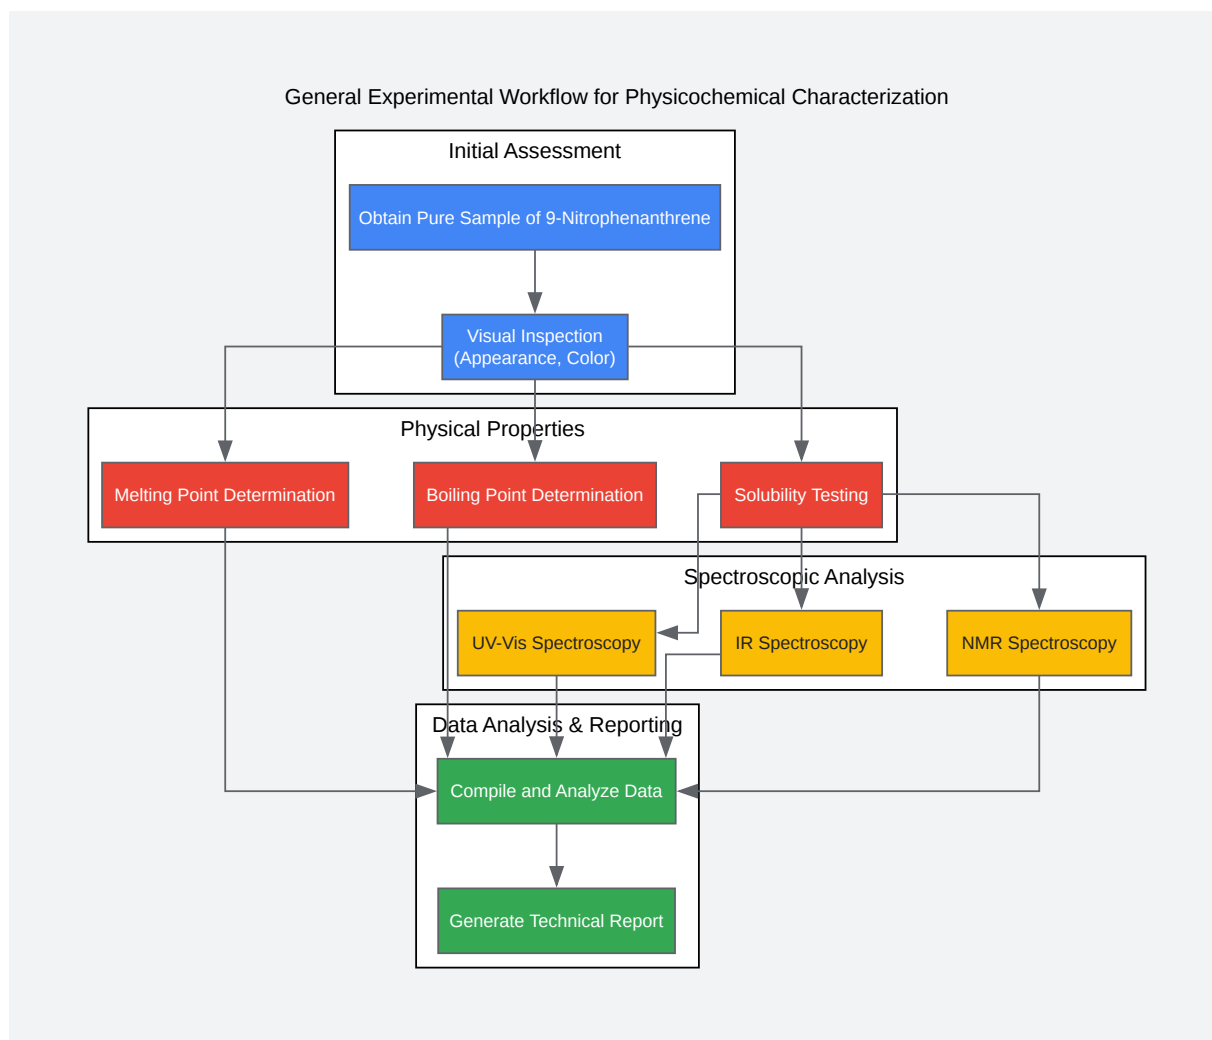 General Experimental Workflow for Physicochemical Characterization
Initial Assessment
Obtain Pure Sample of 9-Nitrophenanthrene
Visual Inspection
(Appearance, Color)
Physical Properties
Melting Point Determination
Boiling Point Determination
Solubility Testing
Spectroscopic Analysis
UV-Vis Spectroscopy
IR Spectroscopy
NMR Spectroscopy
Data Analysis & Reporting
Compile and Analyze Data
Generate Technical Report